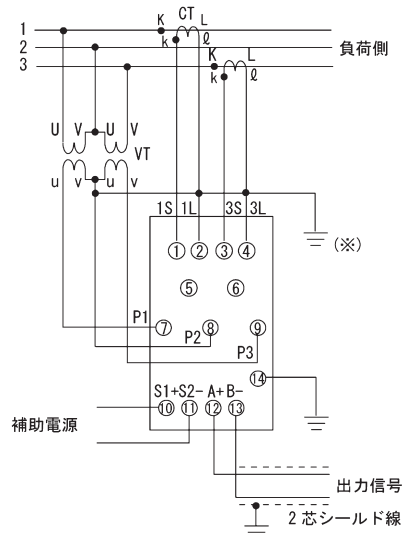 CT
K L
1
2
3
k ℓ
K L
k ℓ
負荷側
U V U V
VT
u v u v
1S 1L 3S 3L
① ② ③ ④
(※)
⑤ ⑥
P1
⑦ ⑧ ⑨
P2
P3
⑭
S1+S2- A+B-
⑩ ⑪ ⑫ ⑬
補助電源
出力信号
2芯シールド線